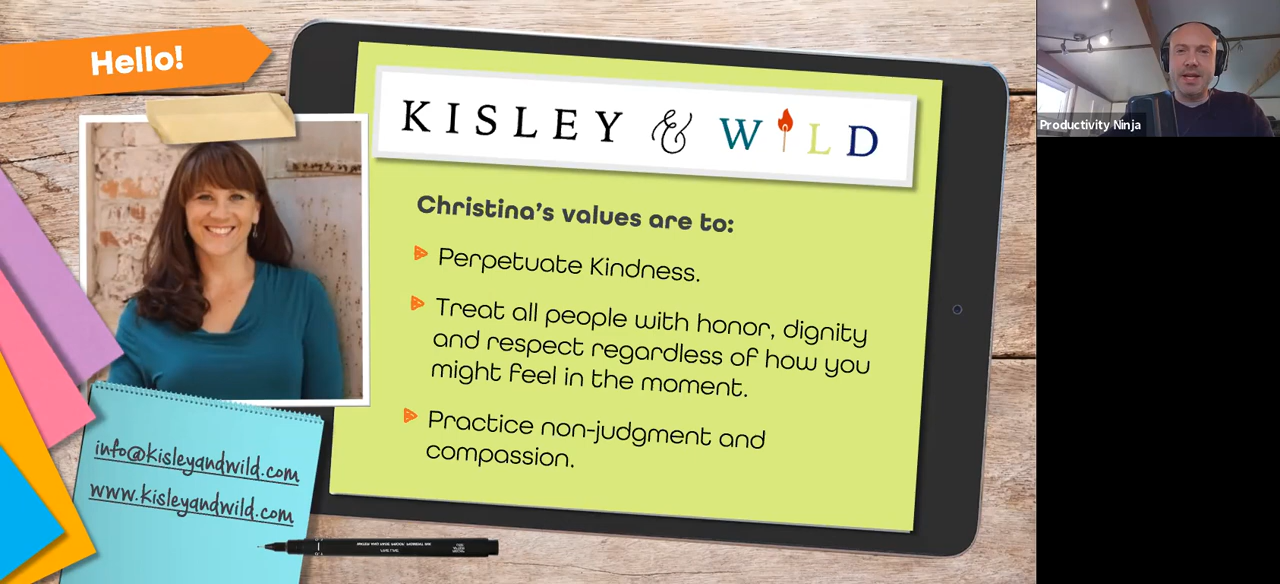 Hello!
KISLEY & WILD
Christina's values are to:
Perpetuate Kindness.
Treat all people with honor, dignity
and respect regardless of how you
might feel in the moment.
Practice non-judgment and
compassion.
info@kisleyandwild.com
www.kisleyandwild.com
Productivity Ninja